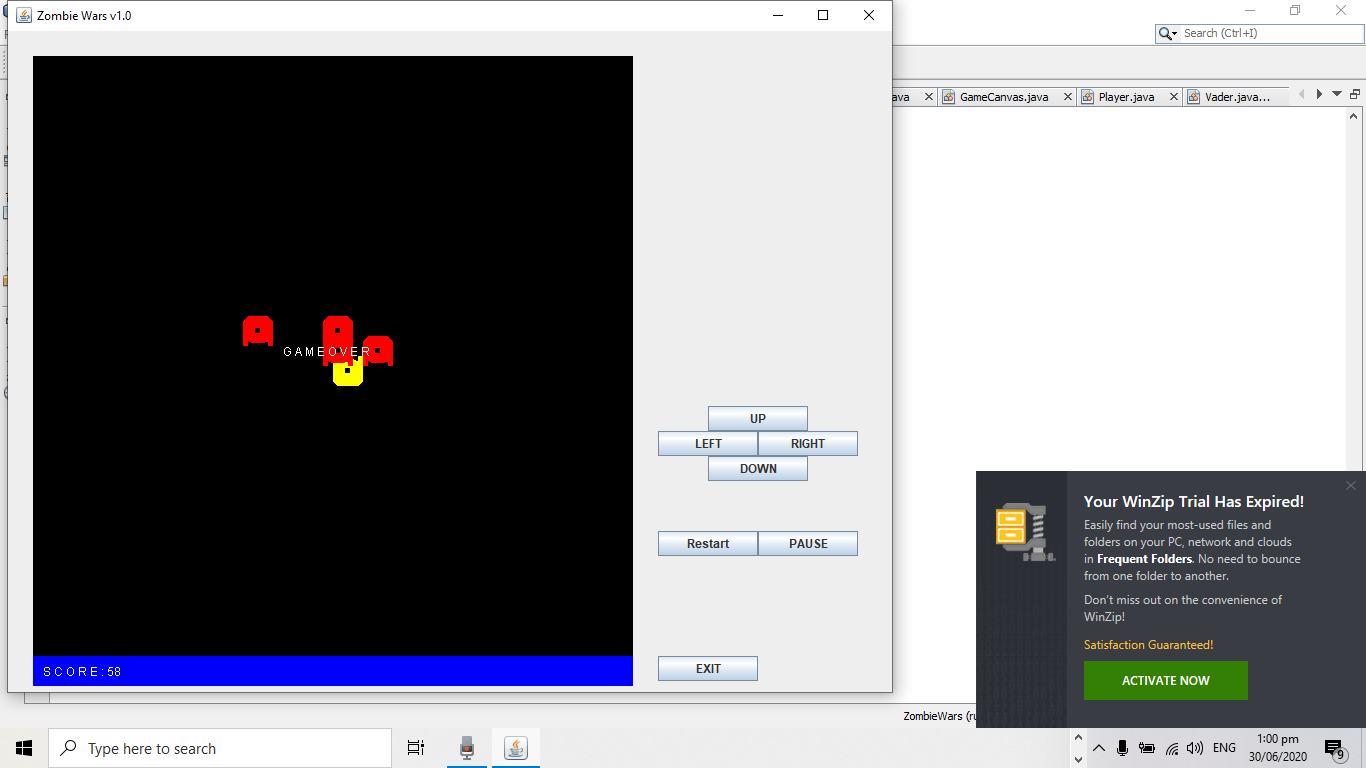 Zombie Wars v1.0
Search (Ctrl+I)
ava
GameCanvas.java
Player.java
Vader.java...
G A M E O V E R
UP
LEFT
RIGHT
DOWN
Restart
PAUSE
EXIT
S C O R E : 58
Your WinZip Trial Has Expired!
Easily find your most-used files and
folders on your PC, network and clouds
in Frequent Folders. No need to bounce
from one folder to another.
Don't miss out on the convenience of
WinZip!
Satisfaction Guaranteed!
ACTIVATE NOW
ZombieWars (ru
Type here to search
ENG
1:00 pm
30/06/2020
9